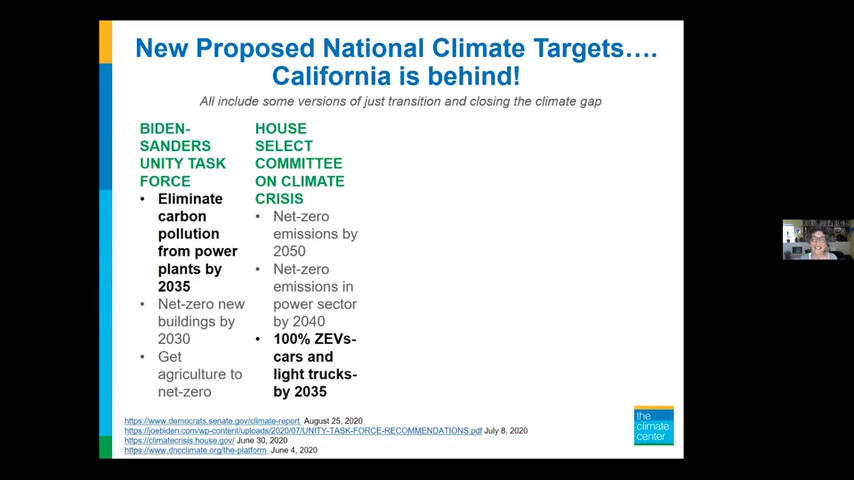 New Proposed National Climate Targets....
California is behind!
All include some versions of just transition and closing the climate gap
BIDEN-
SANDERS
UNITY TASK
FORCE
• Eliminate
carbon
pollution
from power
plants by
2035
• Net-zero new
buildings by
2030
• Get
agriculture to
net-zero
HOUSE
SELECT
COMMITTEE
ON CLIMATE
CRISIS
• Net-zero
emissions by
2050
• Net-zero
emissions in
power sector
by 2040
• 100% ZEVs-
cars and
light trucks-
by 2035
https://www.democrats.senate.gov/climate-report August 25, 2020
https://joebiden.com/wp-content/uploads/2020/07/UNITY-TASK-FORCE-RECOMMENDATIONS.pdf July 8, 2020
https://climatecrisis.house.gov/ June 30, 2020
https://www.dncclimate.org/the-platform June 4, 2020
the
climate
center